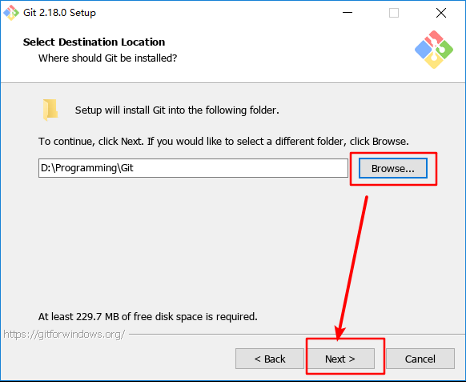 Git 2.18.0 Setup
Select Destination Location
Where should Git be installed?
Setup will install Git into the following folder.
To continue, click Next. If you would like to select a different folder, click Browse.
D:\Programming\Git
Browse...
At least 229.7 MB of free disk space is required.
https://gitforwindows.org/
< Back
Next >
Cancel